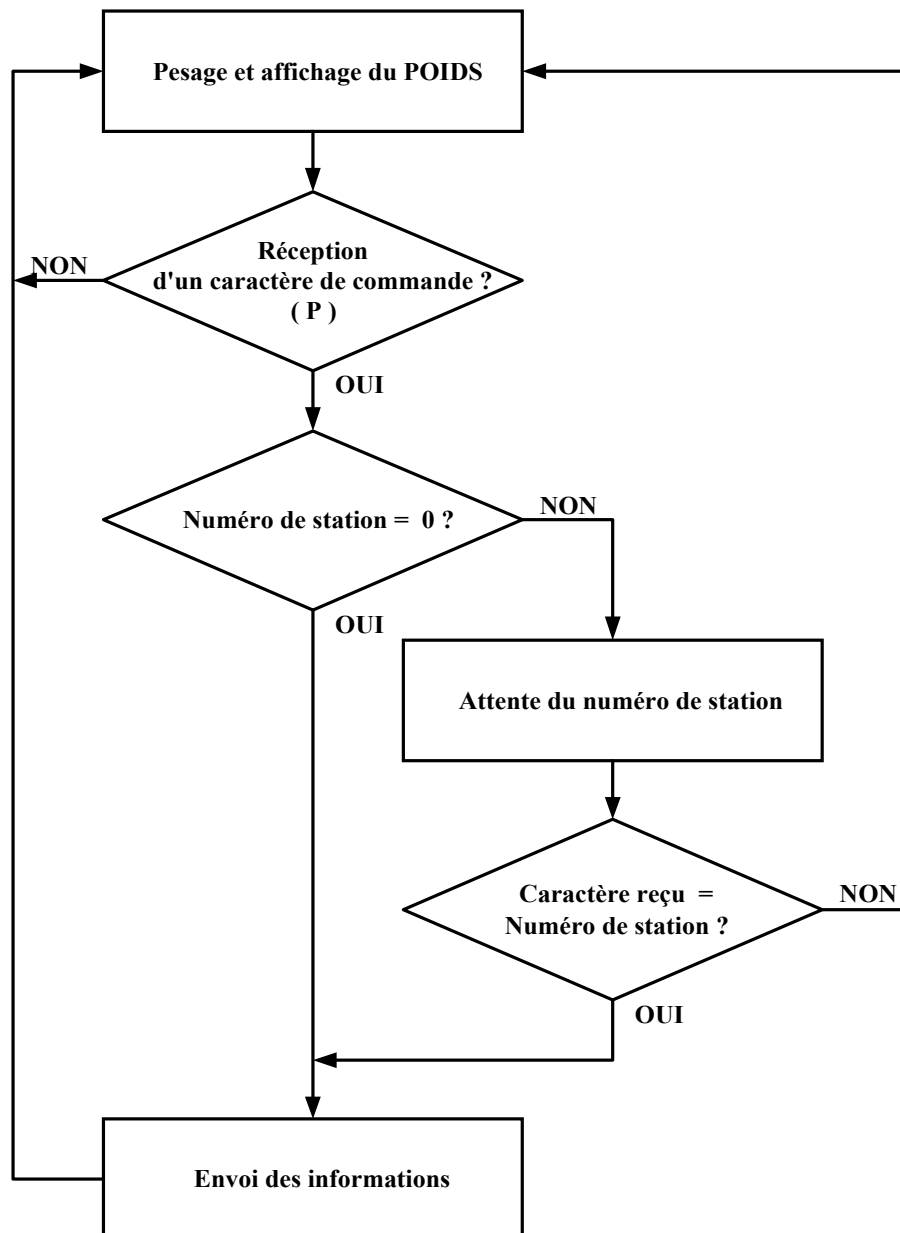 Pesage et affichage du POIDS
NON
Réception
d'un caractère de commande ?
( P )
OUI
Numéro de station = 0 ?
NON
OUI
Attente du numéro de station
Caractère reçu =
Numéro de station ?
NON
OUI
Envoi des informations